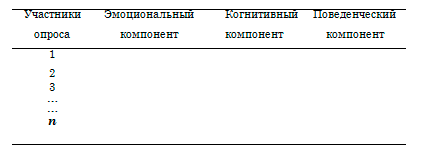 Участники Эмоциональный Когнитивный Поведенческий
опроса компонент компонент компонент
1
2
3
...
...
n